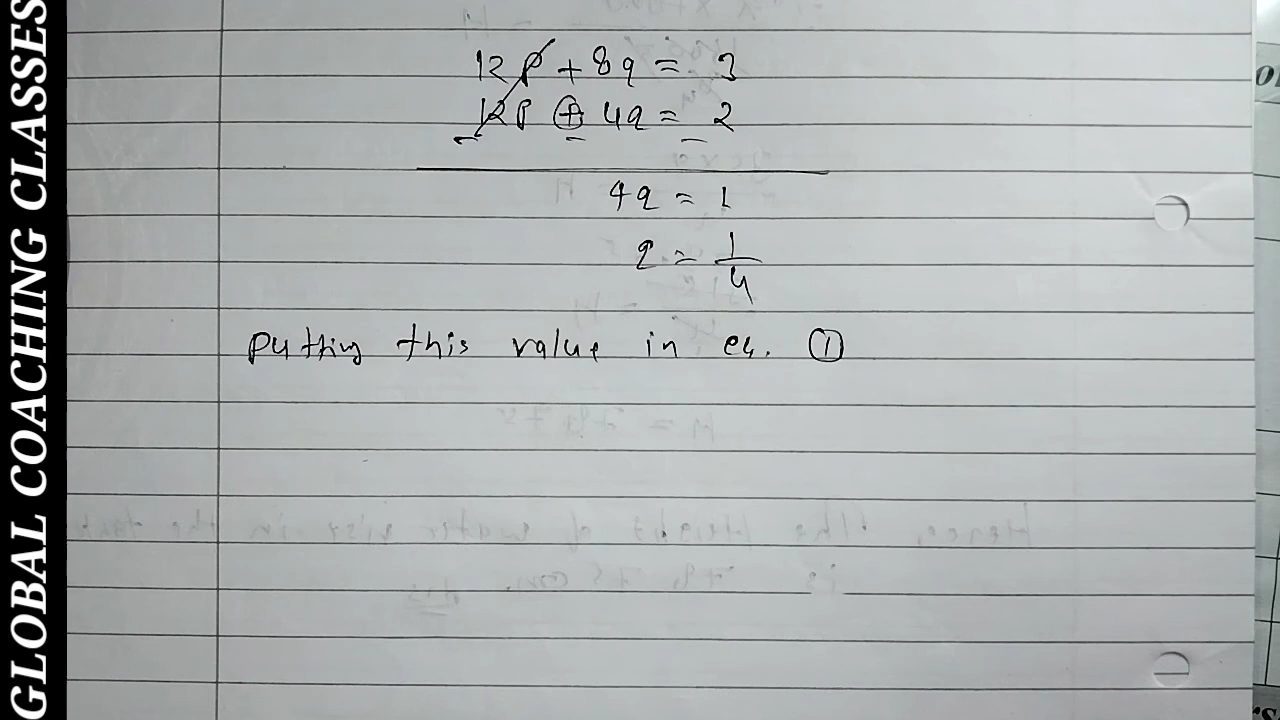 GLOBAL COACHING CLASSES
12p + 8q = 3
12p + 4q = 2
4q = 1
q = 1/4
putting this value in eq. ①